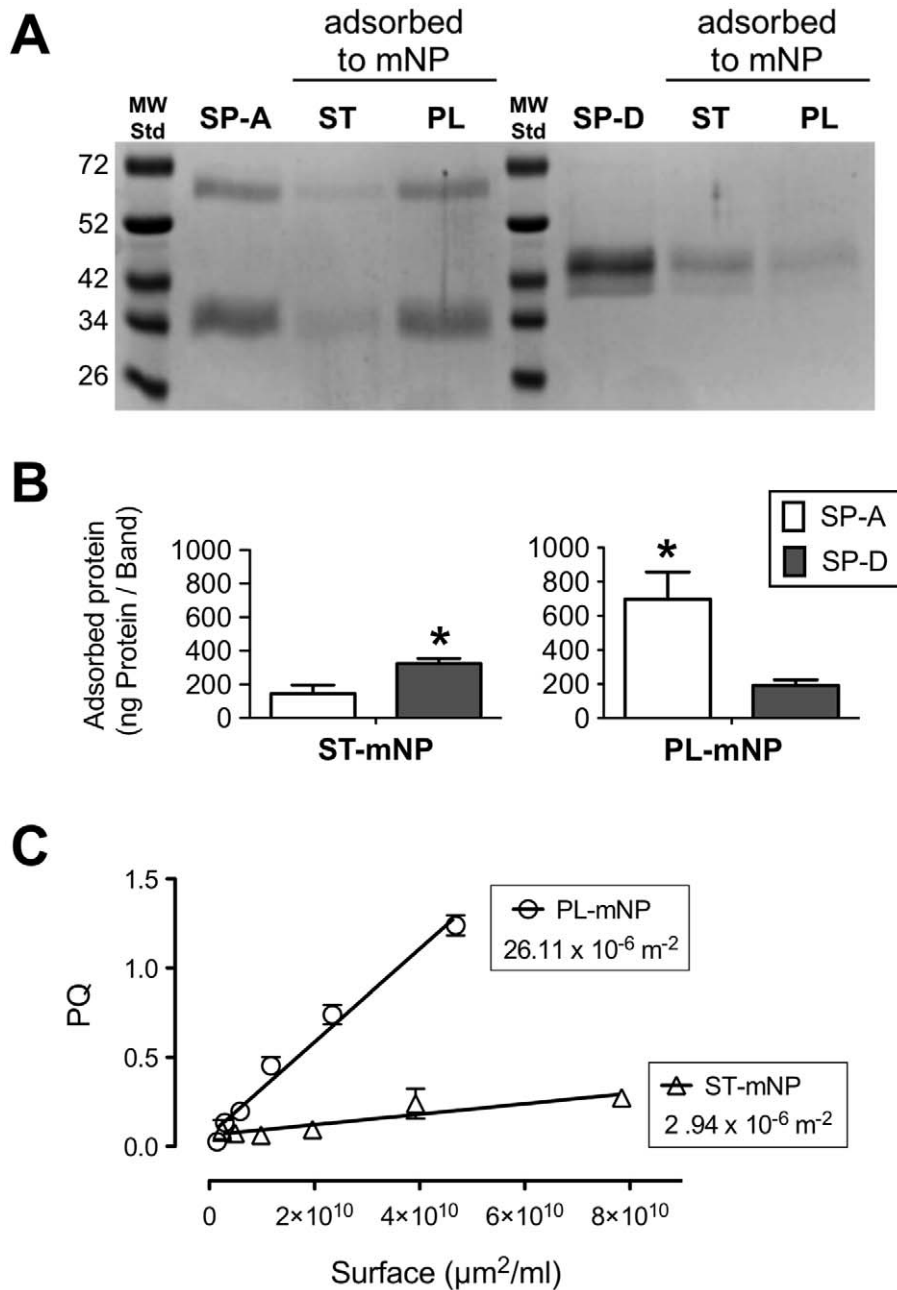 A
adsorbed
to mNP
adsorbed
to mNP
MW
Std
SP-A
ST
PL
MW
Std
SP-D
ST
PL
72
52
42
34
26
B
Adsorbed protein
(ng Protein / Band)
1000
800
600
400
200
0
*
ST-mNP
1000
800
600
400
200
0
*
PL-mNP
SP-A
SP-D
C
PQ
1.5
1.0
0.5
0.0
PL-mNP
26.11 x 10⁻⁶ m⁻²
ST-mNP
2 .94 x 10⁻⁶ m⁻²
0
2×10¹⁰
4×10¹⁰
6×10¹⁰
8×10¹⁰
Surface (µm²/ml)